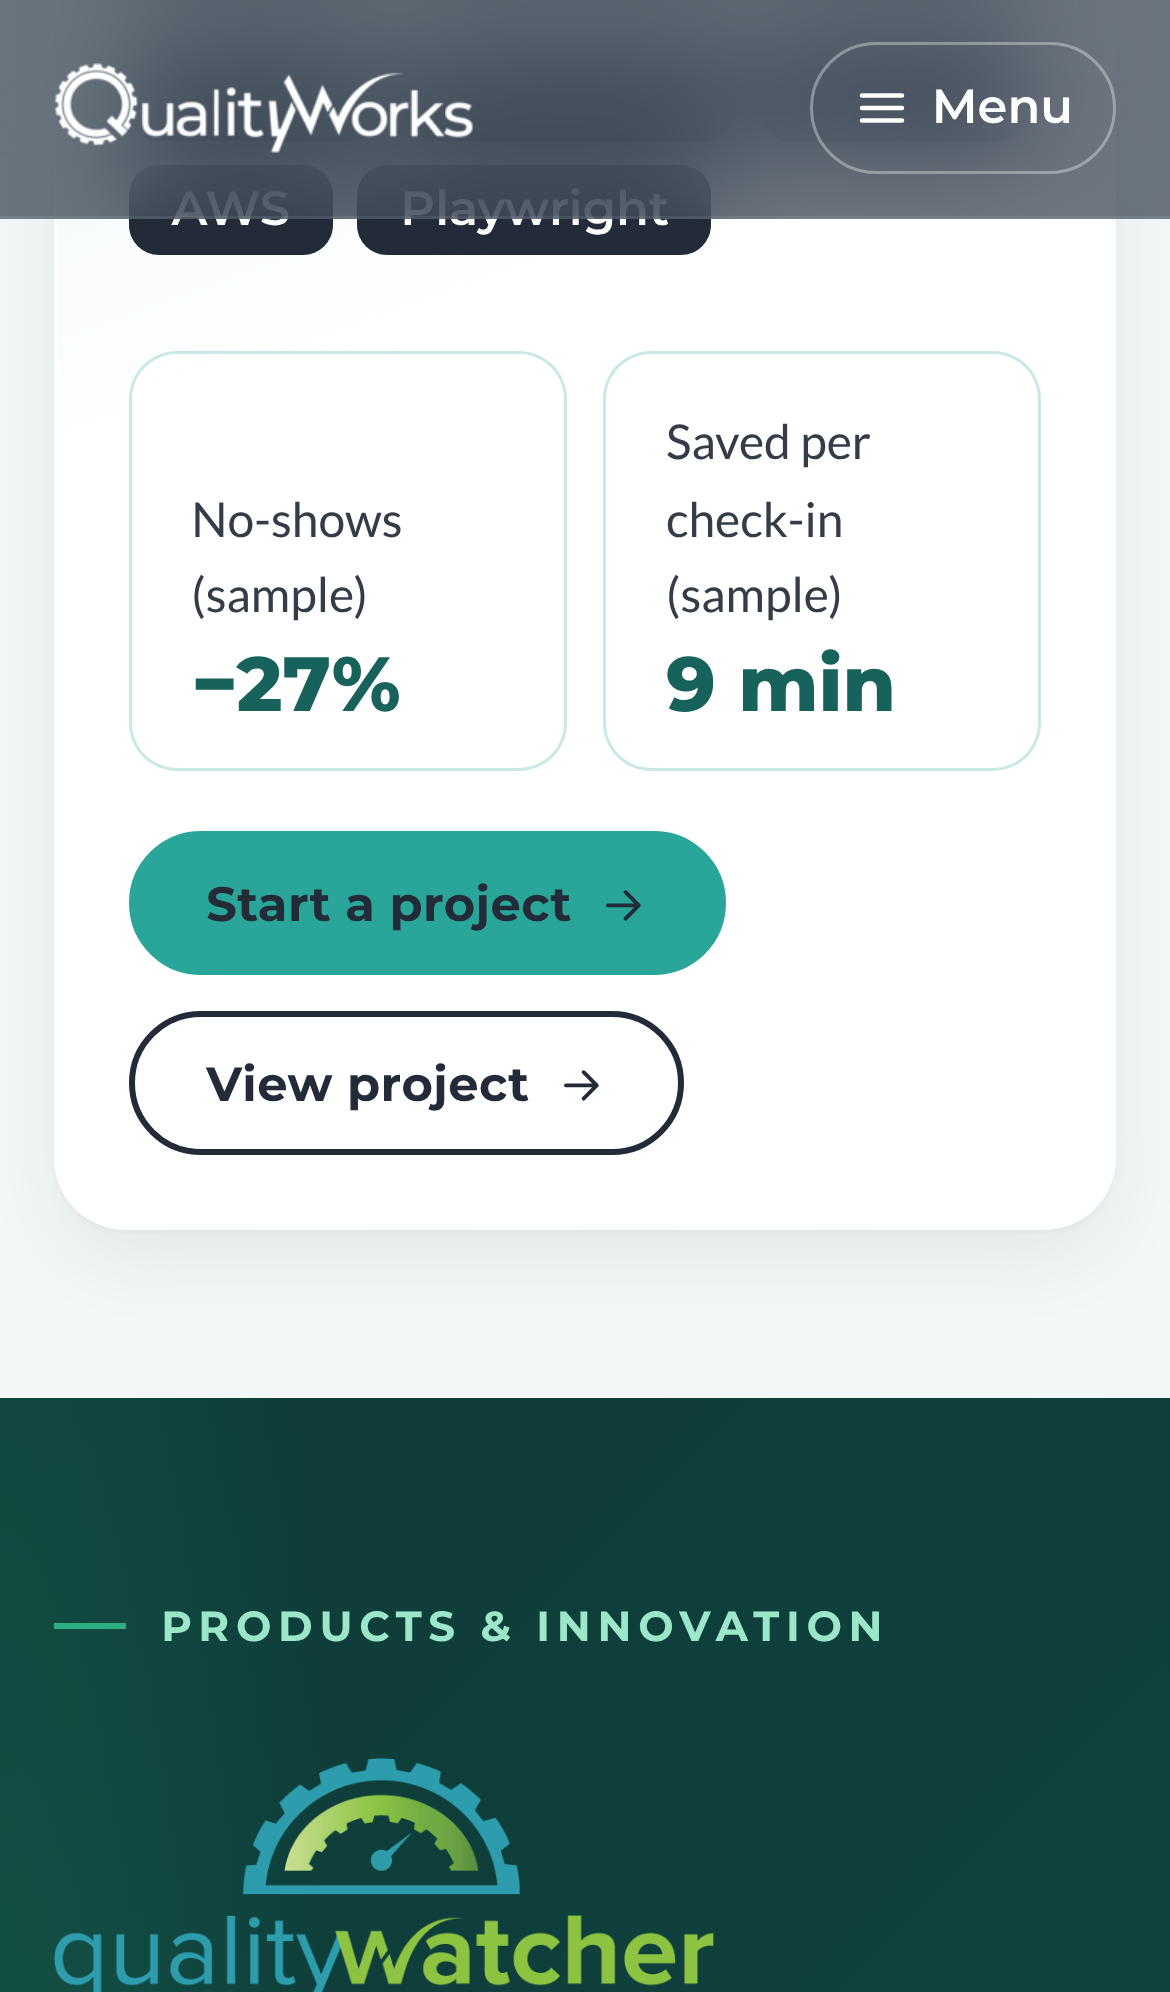 QualityWorks
Menu
AWS
Playwright
No-shows
(sample)
−27%
Saved per
check-in
(sample)
9 min
Start a project →
View project →
PRODUCTS & INNOVATION
qualitywatcher